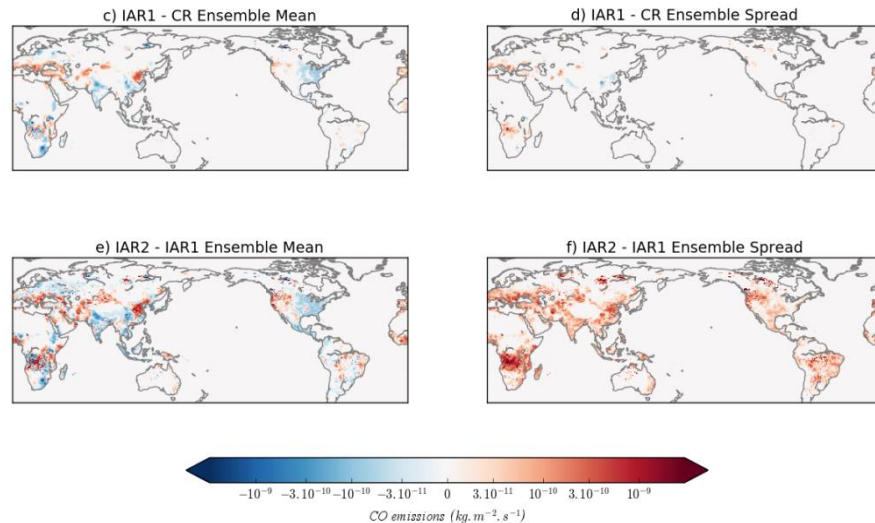 c) IAR1 - CR Ensemble Mean
d) IAR1 - CR Ensemble Spread
e) IAR2 - IAR1 Ensemble Mean
f) IAR2 - IAR1 Ensemble Spread
−10⁻⁹ −3.10⁻¹⁰ −10⁻¹⁰ −3.10⁻¹¹ 0 3.10⁻¹¹ 10⁻¹⁰ 3.10⁻¹⁰ 10⁻⁹
CO emissions (kg.m⁻².s⁻¹)